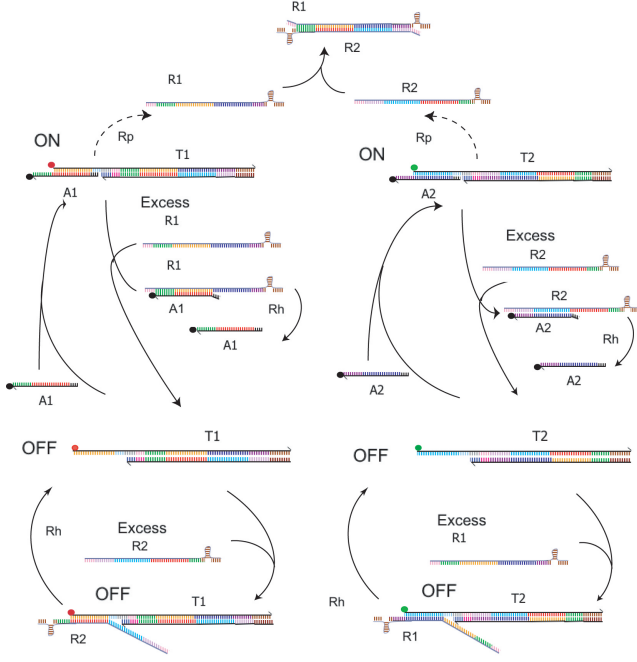 R1
R2
R1
R2
Rp
Rp
ON
T1
ON
T2
A1
A2
Excess
R1
Excess
R2
R1
R2
A1
A2
Rh
Rh
A1
A2
A1
A2
OFF
T1
OFF
T2
Excess
R2
Excess
R1
Rh
Rh
OFF
T1
OFF
T2
R2
R1